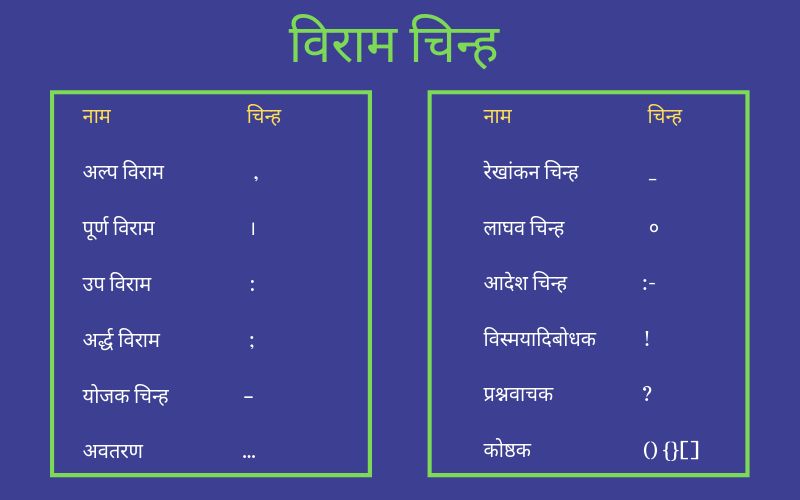 विराम चिन्ह
नाम चिन्ह
अल्प विराम ,
पूर्ण विराम ।
उप विराम :
अर्द्ध विराम ;
योजक चिन्ह –
अवतरण ...
नाम चिन्ह
रेखांकन चिन्ह _
लाघव चिन्ह ०
आदेश चिन्ह :-
विस्मयादिबोधक !
प्रश्नवाचक ?
कोष्ठक () {}[]